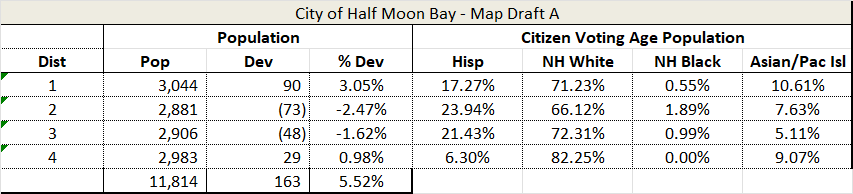 City of Half Moon Bay - Map Draft A
Population Citizen Voting Age Population
Dist Pop Dev % Dev Hisp NH White NH Black Asian/Pac Isl
1 3,044 90 3.05% 17.27% 71.23% 0.55% 10.61%
2 2,881 (73) -2.47% 23.94% 66.12% 1.89% 7.63%
3 2,906 (48) -1.62% 21.43% 72.31% 0.99% 5.11%
4 2,983 29 0.98% 6.30% 82.25% 0.00% 9.07%
11,814 163 5.52%